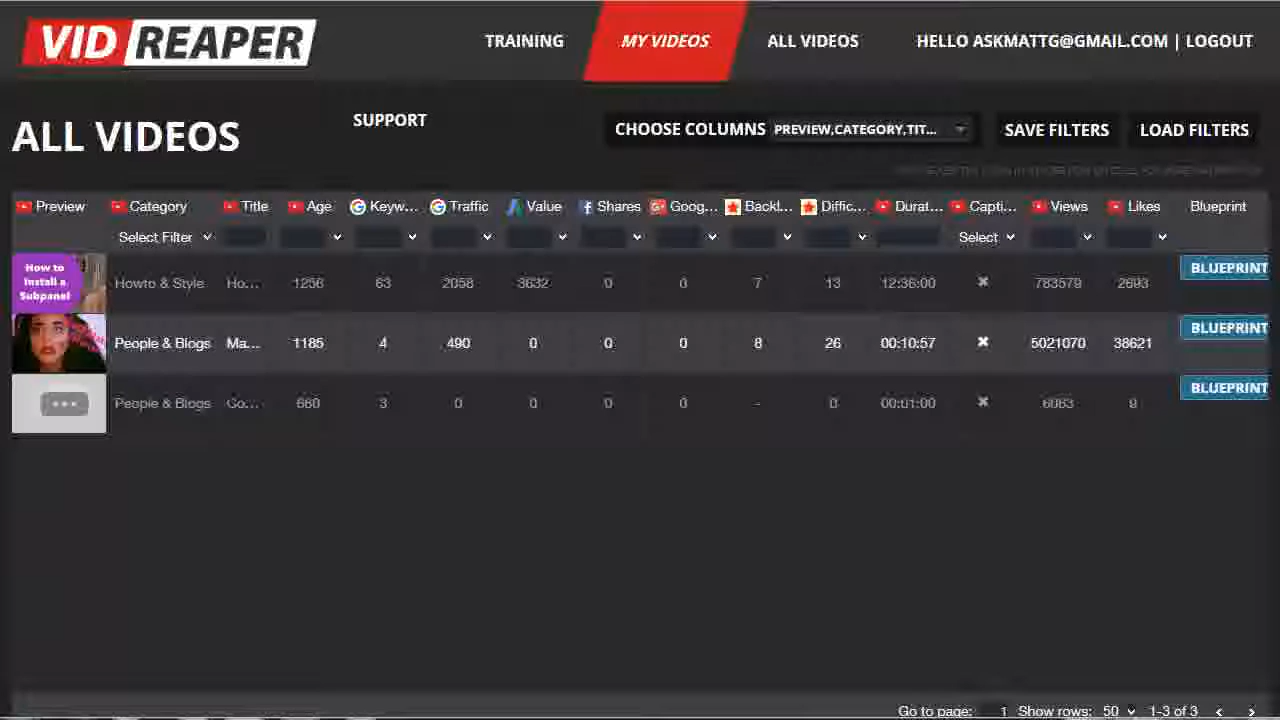 VID REAPER
TRAINING
MY VIDEOS
ALL VIDEOS
HELLO ASKMATTG@GMAIL.COM | LOGOUT
ALL VIDEOS
SUPPORT
CHOOSE COLUMNS PREVIEW,CATEGORY,TIT...
SAVE FILTERS
LOAD FILTERS
Preview Category Title Age Keyw... Traffic Value Shares Goog... Backl... Diffic... Durat... Capti... Views Likes Blueprint
Select Filter Select
How to Install a Subpanel
Howto & Style Ho... 1256 63 2058 3632 0 0 7 13 12:36:00 ✖ 783579 2693 BLUEPRINT
People & Blogs Ma... 1185 4 490 0 0 0 8 26 00:10:57 ✖ 5021070 38621 BLUEPRINT
People & Blogs Co... 660 3 0 0 0 0 - 0 00:01:00 ✖ 6083 9 BLUEPRINT
Go to page: 1 Show rows: 50 1-3 of 3